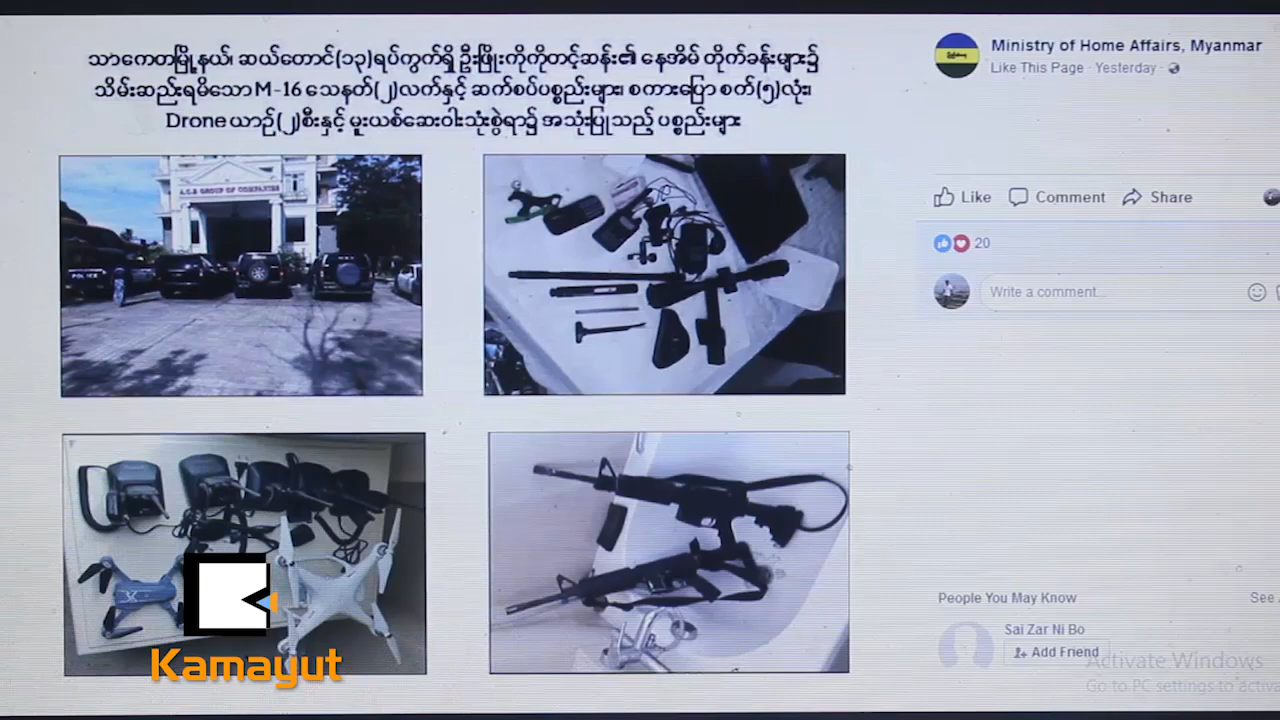 သာကေတမြို့နယ်၊ ဆယ်တောင်(၁၃)ရပ်ကွက်ရှိ ဦးဖြိုးကိုကိုတင့်ဆန်း၏ နေအိမ် တိုက်ခန်းများ၌
သိမ်းဆည်းရမိသော M-16 သေနတ်(၂)လက်နှင့် ဆက်စပ်ပစ္စည်းများ၊ စကားပြော စက်(၅)လုံး၊
Drone ယာဉ်(၂)စီးနှင့် မူးယစ်ဆေးဝါးသုံးစွဲရာ၌ အသုံးပြုသည့် ပစ္စည်းများ
A.C.B GROUP OF COMPANIES
POLICE
Kamayut
Ministry of Home Affairs, Myanmar
Like This Page · Yesterday ·
Like Comment Share
20
Write a comment...
People You May Know See
Sai Zar Ni Bo
Add Friend
Activate Windows
Go to PC settings to activa